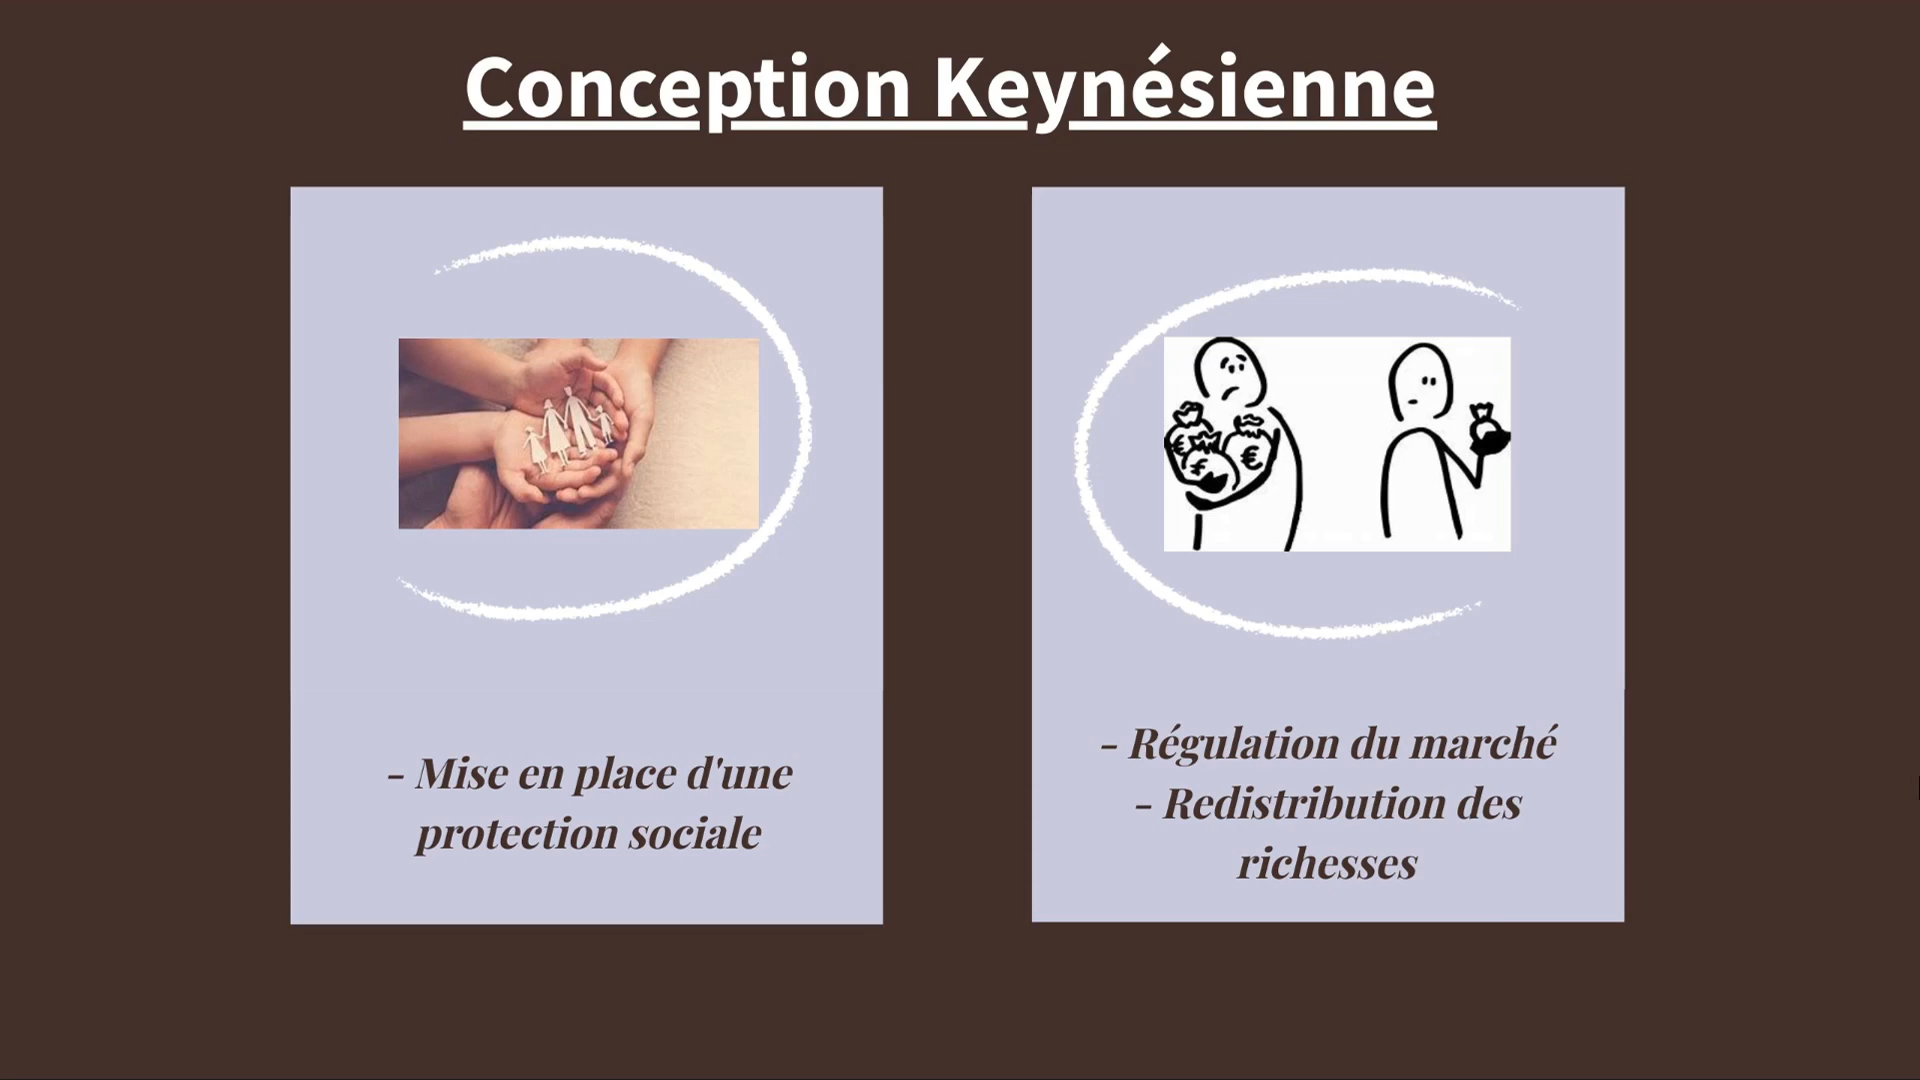 Conception Keynésienne
- Mise en place d'une
protection sociale
- Régulation du marché
- Redistribution des
richesses